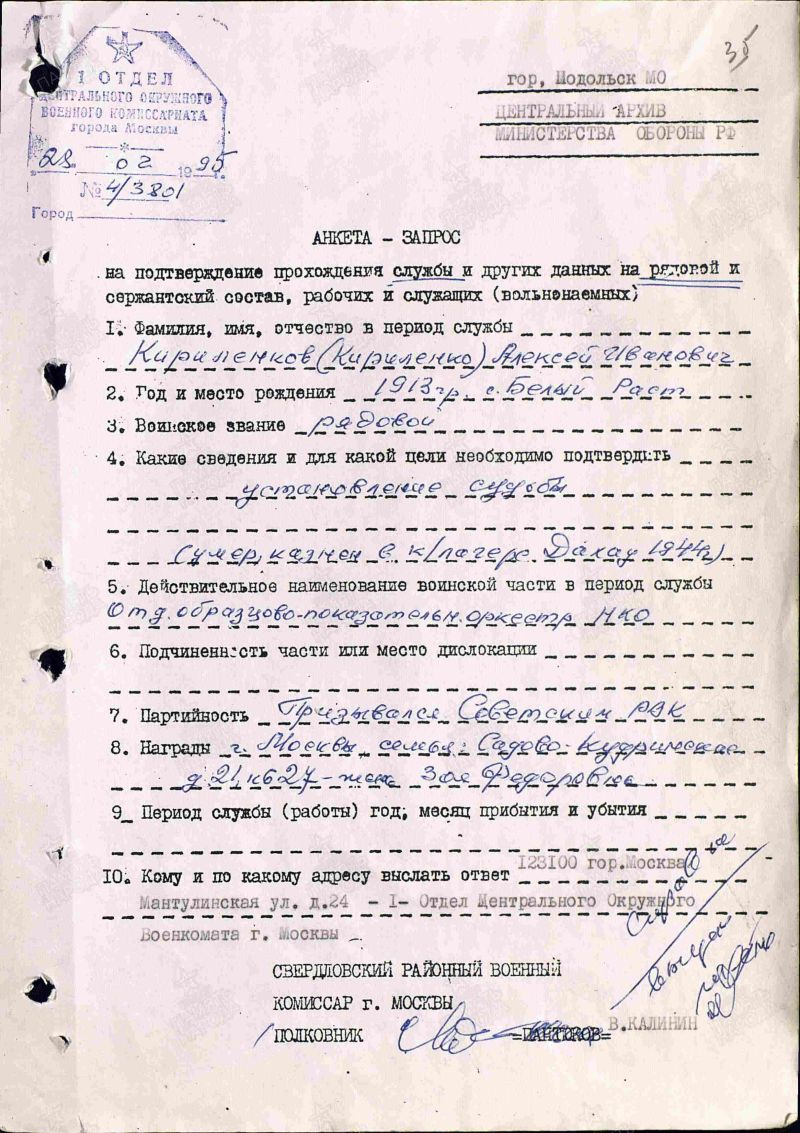 35
I ОТДЕЛ
ЦЕНТРАЛЬНОГО ОКРУЖНОГО
ВОЕННОГО КОМИССАРИАТА
города Москвы
"28" 02 1995 г.
№ 4/3801
Город
гор, Подольск МО
ЦЕНТРАЛЬНЫЙ АРХИВ
МИНИСТЕРСТВА ОБОРОНЫ РФ
АНКЕТА - ЗАПРОС
на подтверждение прохождения службы и других данных на рядовой и
сержантский состав, рабочих и служащих (вольнонаемных)
I. Фамилия, имя, отчество в период службы
Кириленков (Кириленко) Алексей Иванович
2. Год и место рождения 1913гр. с. Белый Раст
3. Воинское звание рядовой
4. Какие сведения и для какой цели необходимо подтвердить
установление судьбы
(умер, казнен в к/лагере Дахау 1944г.)
5. Действительное наименование воинской части в период службы
Отд. образцово-показательн. оркестр НКО
6. Подчиненность части или место дислокации
7. Партийность Призывался Советским РВК
8. Награды г. Москвы, семья: Садово-Кудринская
д.21, к627 - жена Зоя Федоровна
9 Период службы (работы) год, месяц прибытия и убытия
10. Кому и по какому адресу выслать ответ 123100 гор.Москва
Мантулинская ул. д.24 - I- Отдел Центрального Окружного
Военкомата г. Москвы
СВЕРДЛОВСКИЙ РАЙОННЫЙ ВОЕННЫЙ
КОМИССАР г. МОСКВЫ
ПОЛКОВНИК В.КАЛИНИН